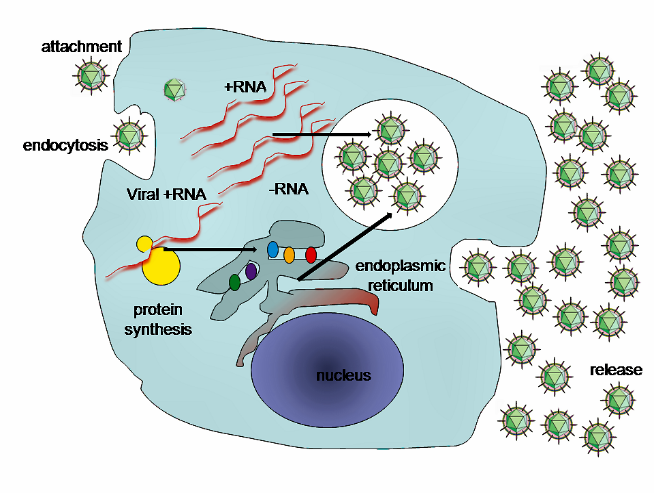 attachment
+RNA
endocytosis
Viral +RNA
-RNA
endoplasmic
reticulum
protein
synthesis
nucleus
release